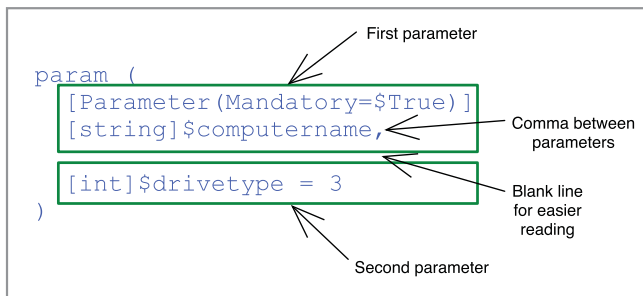 First parameter
param (
[Parameter(Mandatory=$True)]
[string]$computername,
Comma between
parameters
[int]$drivetype = 3
Blank line
for easier
reading
)
Second parameter